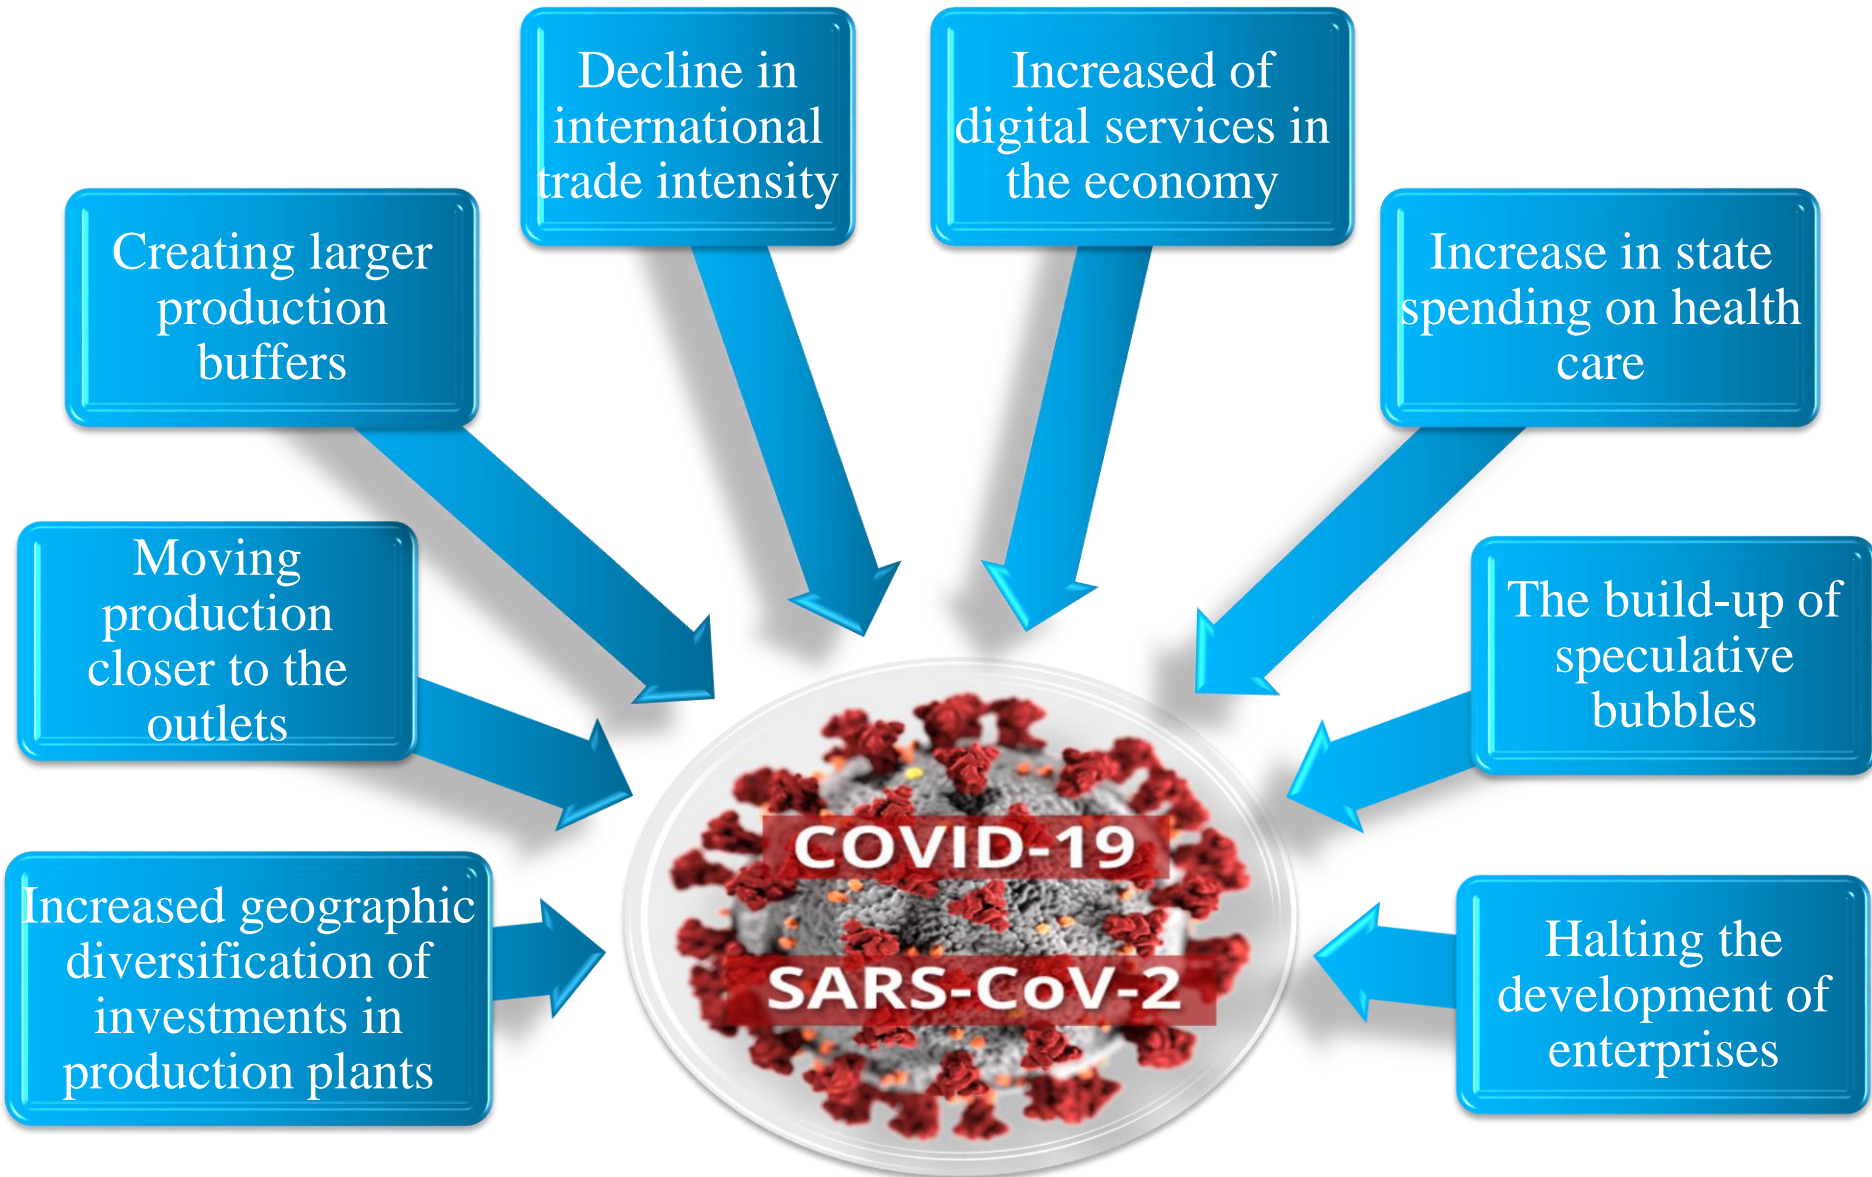 Decline in
international
trade intensity
Increased of
digital services in
the economy
Creating larger
production
buffers
Increase in state
spending on health
care
Moving
production
closer to the
outlets
The build-up of
speculative
bubbles
Increased geographic
diversification of
investments in
production plants
Halting the
development of
enterprises
COVID-19
SARS-CoV-2